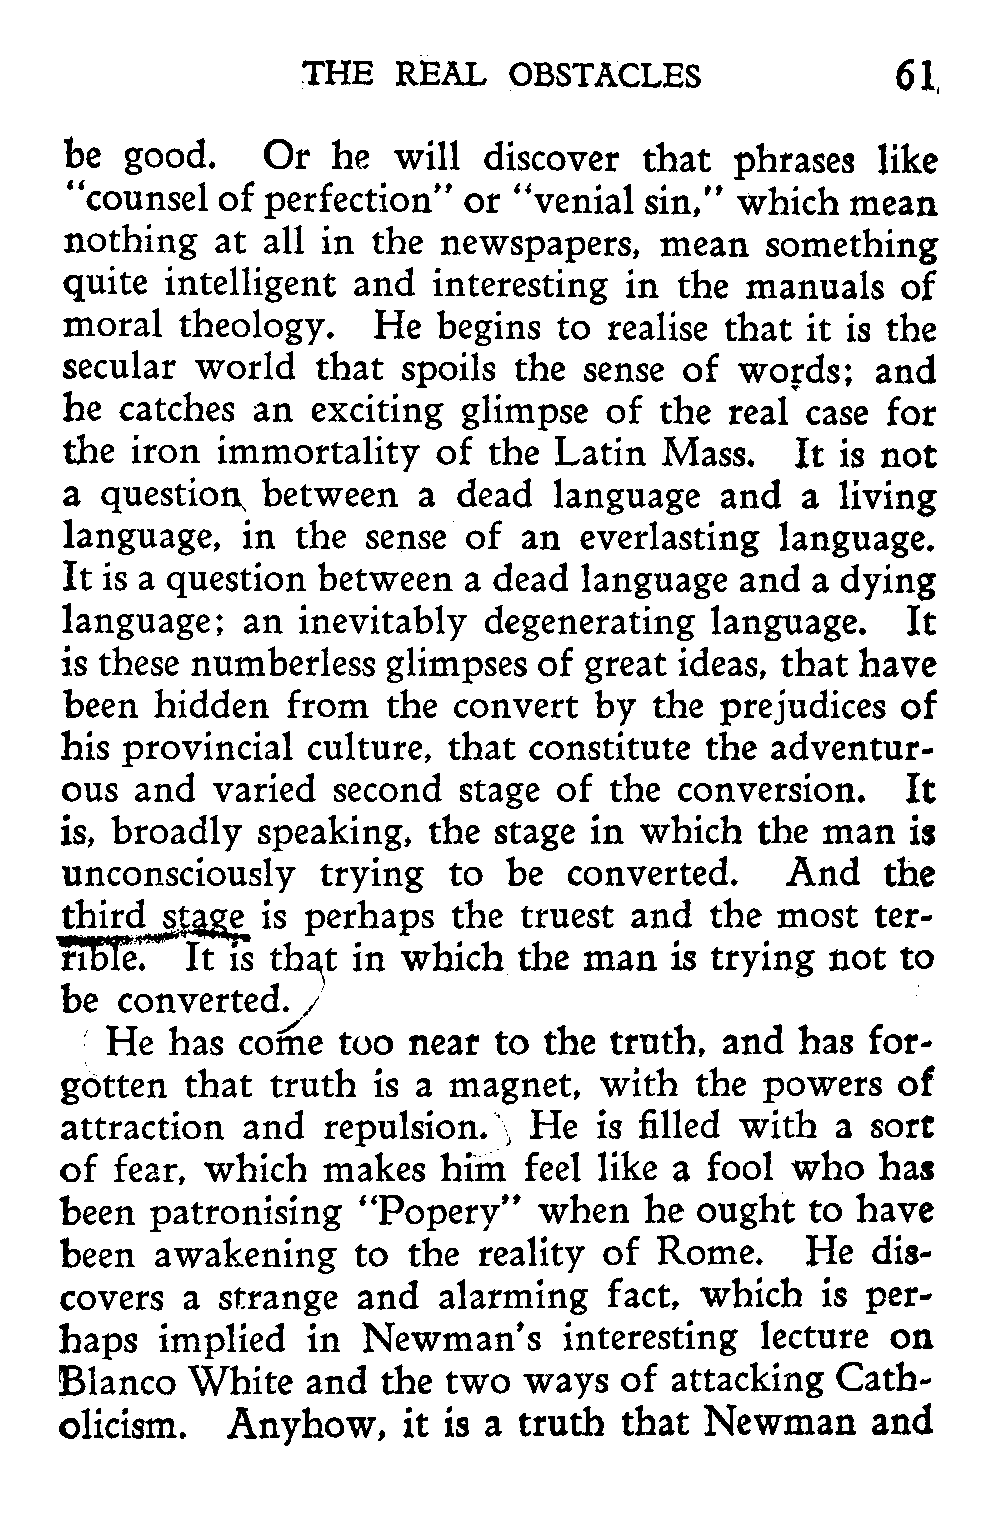 THE REAL OBSTACLES 61
be good. Or he will discover that phrases like
"counsel of perfection" or "venial sin," which mean
nothing at all in the newspapers, mean something
quite intelligent and interesting in the manuals of
moral theology. He begins to realise that it is the
secular world that spoils the sense of words; and
he catches an exciting glimpse of the real case for
the iron immortality of the Latin Mass. It is not
a question between a dead language and a living
language, in the sense of an everlasting language.
It is a question between a dead language and a dying
language; an inevitably degenerating language. It
is these numberless glimpses of great ideas, that have
been hidden from the convert by the prejudices of
his provincial culture, that constitute the adventur-
ous and varied second stage of the conversion. It
is, broadly speaking, the stage in which the man is
unconsciously trying to be converted. And the
third stage is perhaps the truest and the most ter-
rible. It is that in which the man is trying not to
be converted.
He has come too near to the truth, and has for-
gotten that truth is a magnet, with the powers of
attraction and repulsion. He is filled with a sort
of fear, which makes him feel like a fool who has
been patronising "Popery" when he ought to have
been awakening to the reality of Rome. He dis-
covers a strange and alarming fact, which is per-
haps implied in Newman's interesting lecture on
Blanco White and the two ways of attacking Cath-
olicism. Anyhow, it is a truth that Newman and